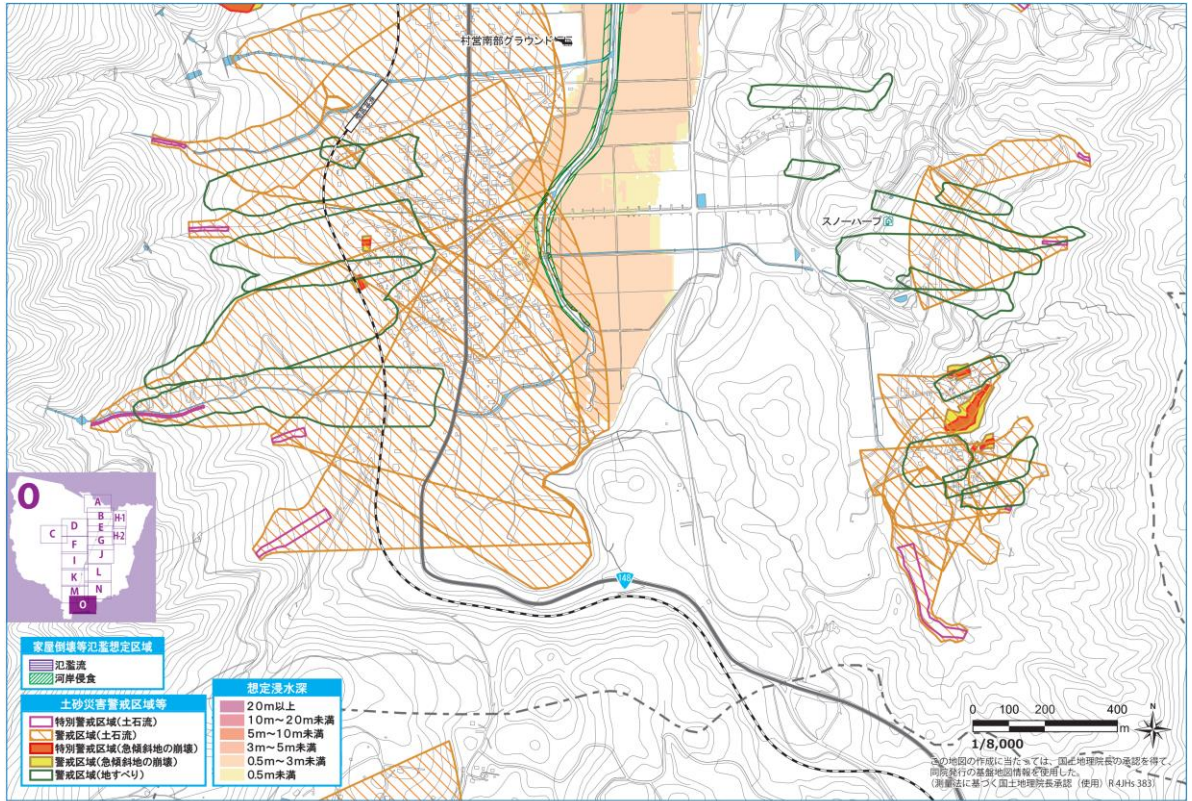 村営南部グラウンド
スノーハープ
148
O
A
B
H-1
C
D
E
H-2
F
G
I
J
K
L
M
N
O
家屋倒壊等氾濫想定区域
氾濫流
河岸侵食
土砂災害警戒区域等
特別警戒区域(土石流)
警戒区域(土石流)
特別警戒区域(急傾斜地の崩壊)
警戒区域(急傾斜地の崩壊)
警戒区域(地すべり)
想定浸水深
20m以上
10m～20m未満
5m～10m未満
3m～5m未満
0.5m～3m未満
0.5m未満
0 100 200 400
m
N
1/8,000
この地図の作成に当たっては、国土地理院長の承認を得て、
同院発行の基盤地図情報を使用した。
(測量法に基づく国土地理院長承認（使用）R 4JHs 383)